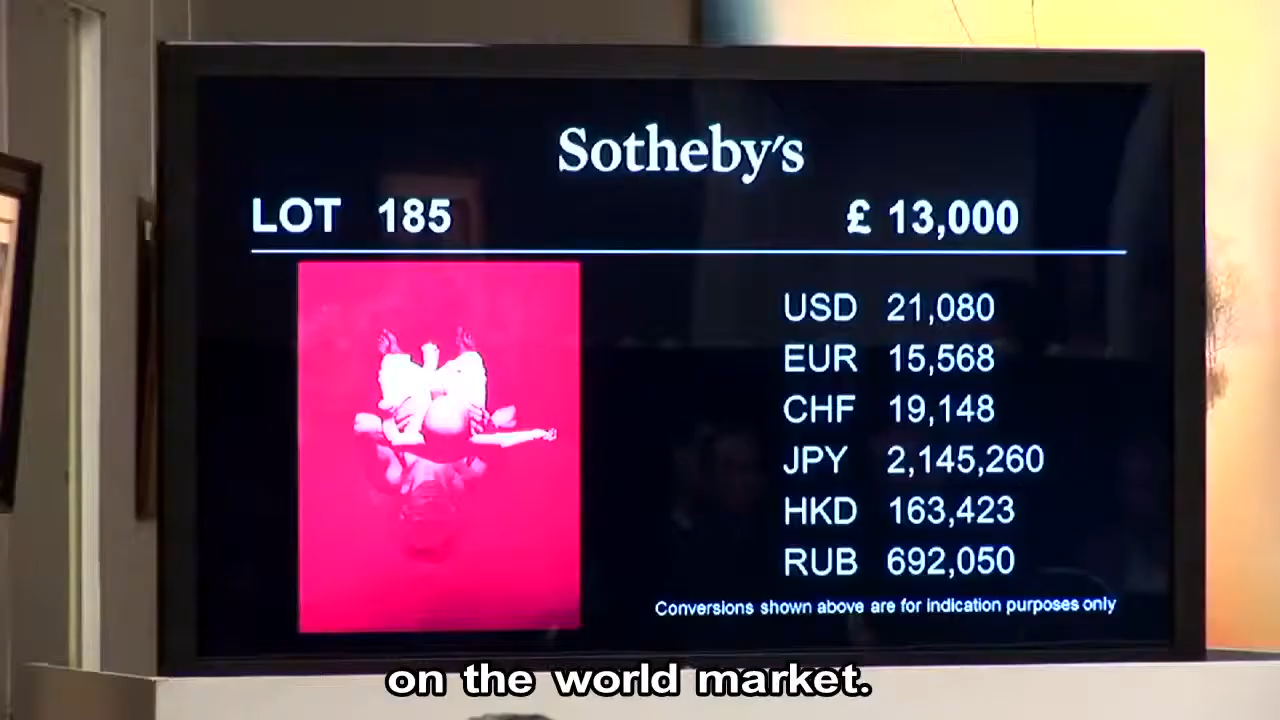 Sotheby's
LOT 185 £ 13,000
USD 21,080
EUR 15,568
CHF 19,148
JPY 2,145,260
HKD 163,423
RUB 692,050
Conversions shown above are for indication purposes only
on the world market.